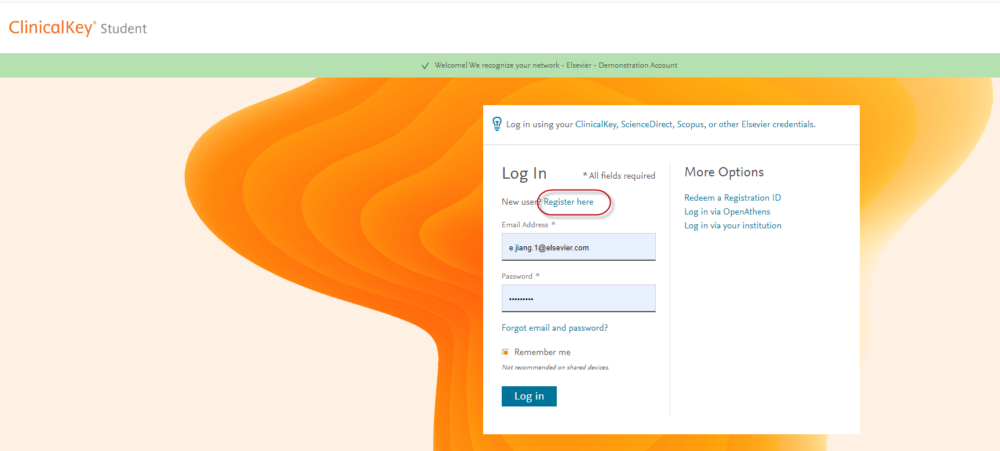 ClinicalKey® Student
Welcome! We recognize your network - Elsevier - Demonstration Account
Log in using your ClinicalKey, ScienceDirect, Scopus, or other Elsevier credentials.
Log In
* All fields required
New user? Register here
Email Address *
e.jiang.1@elsevier.com
Password *
•••••••••
Forgot email and password?
Remember me
Not recommended on shared devices.
Log in
More Options
Redeem a Registration ID
Log in via OpenAthens
Log in via your institution